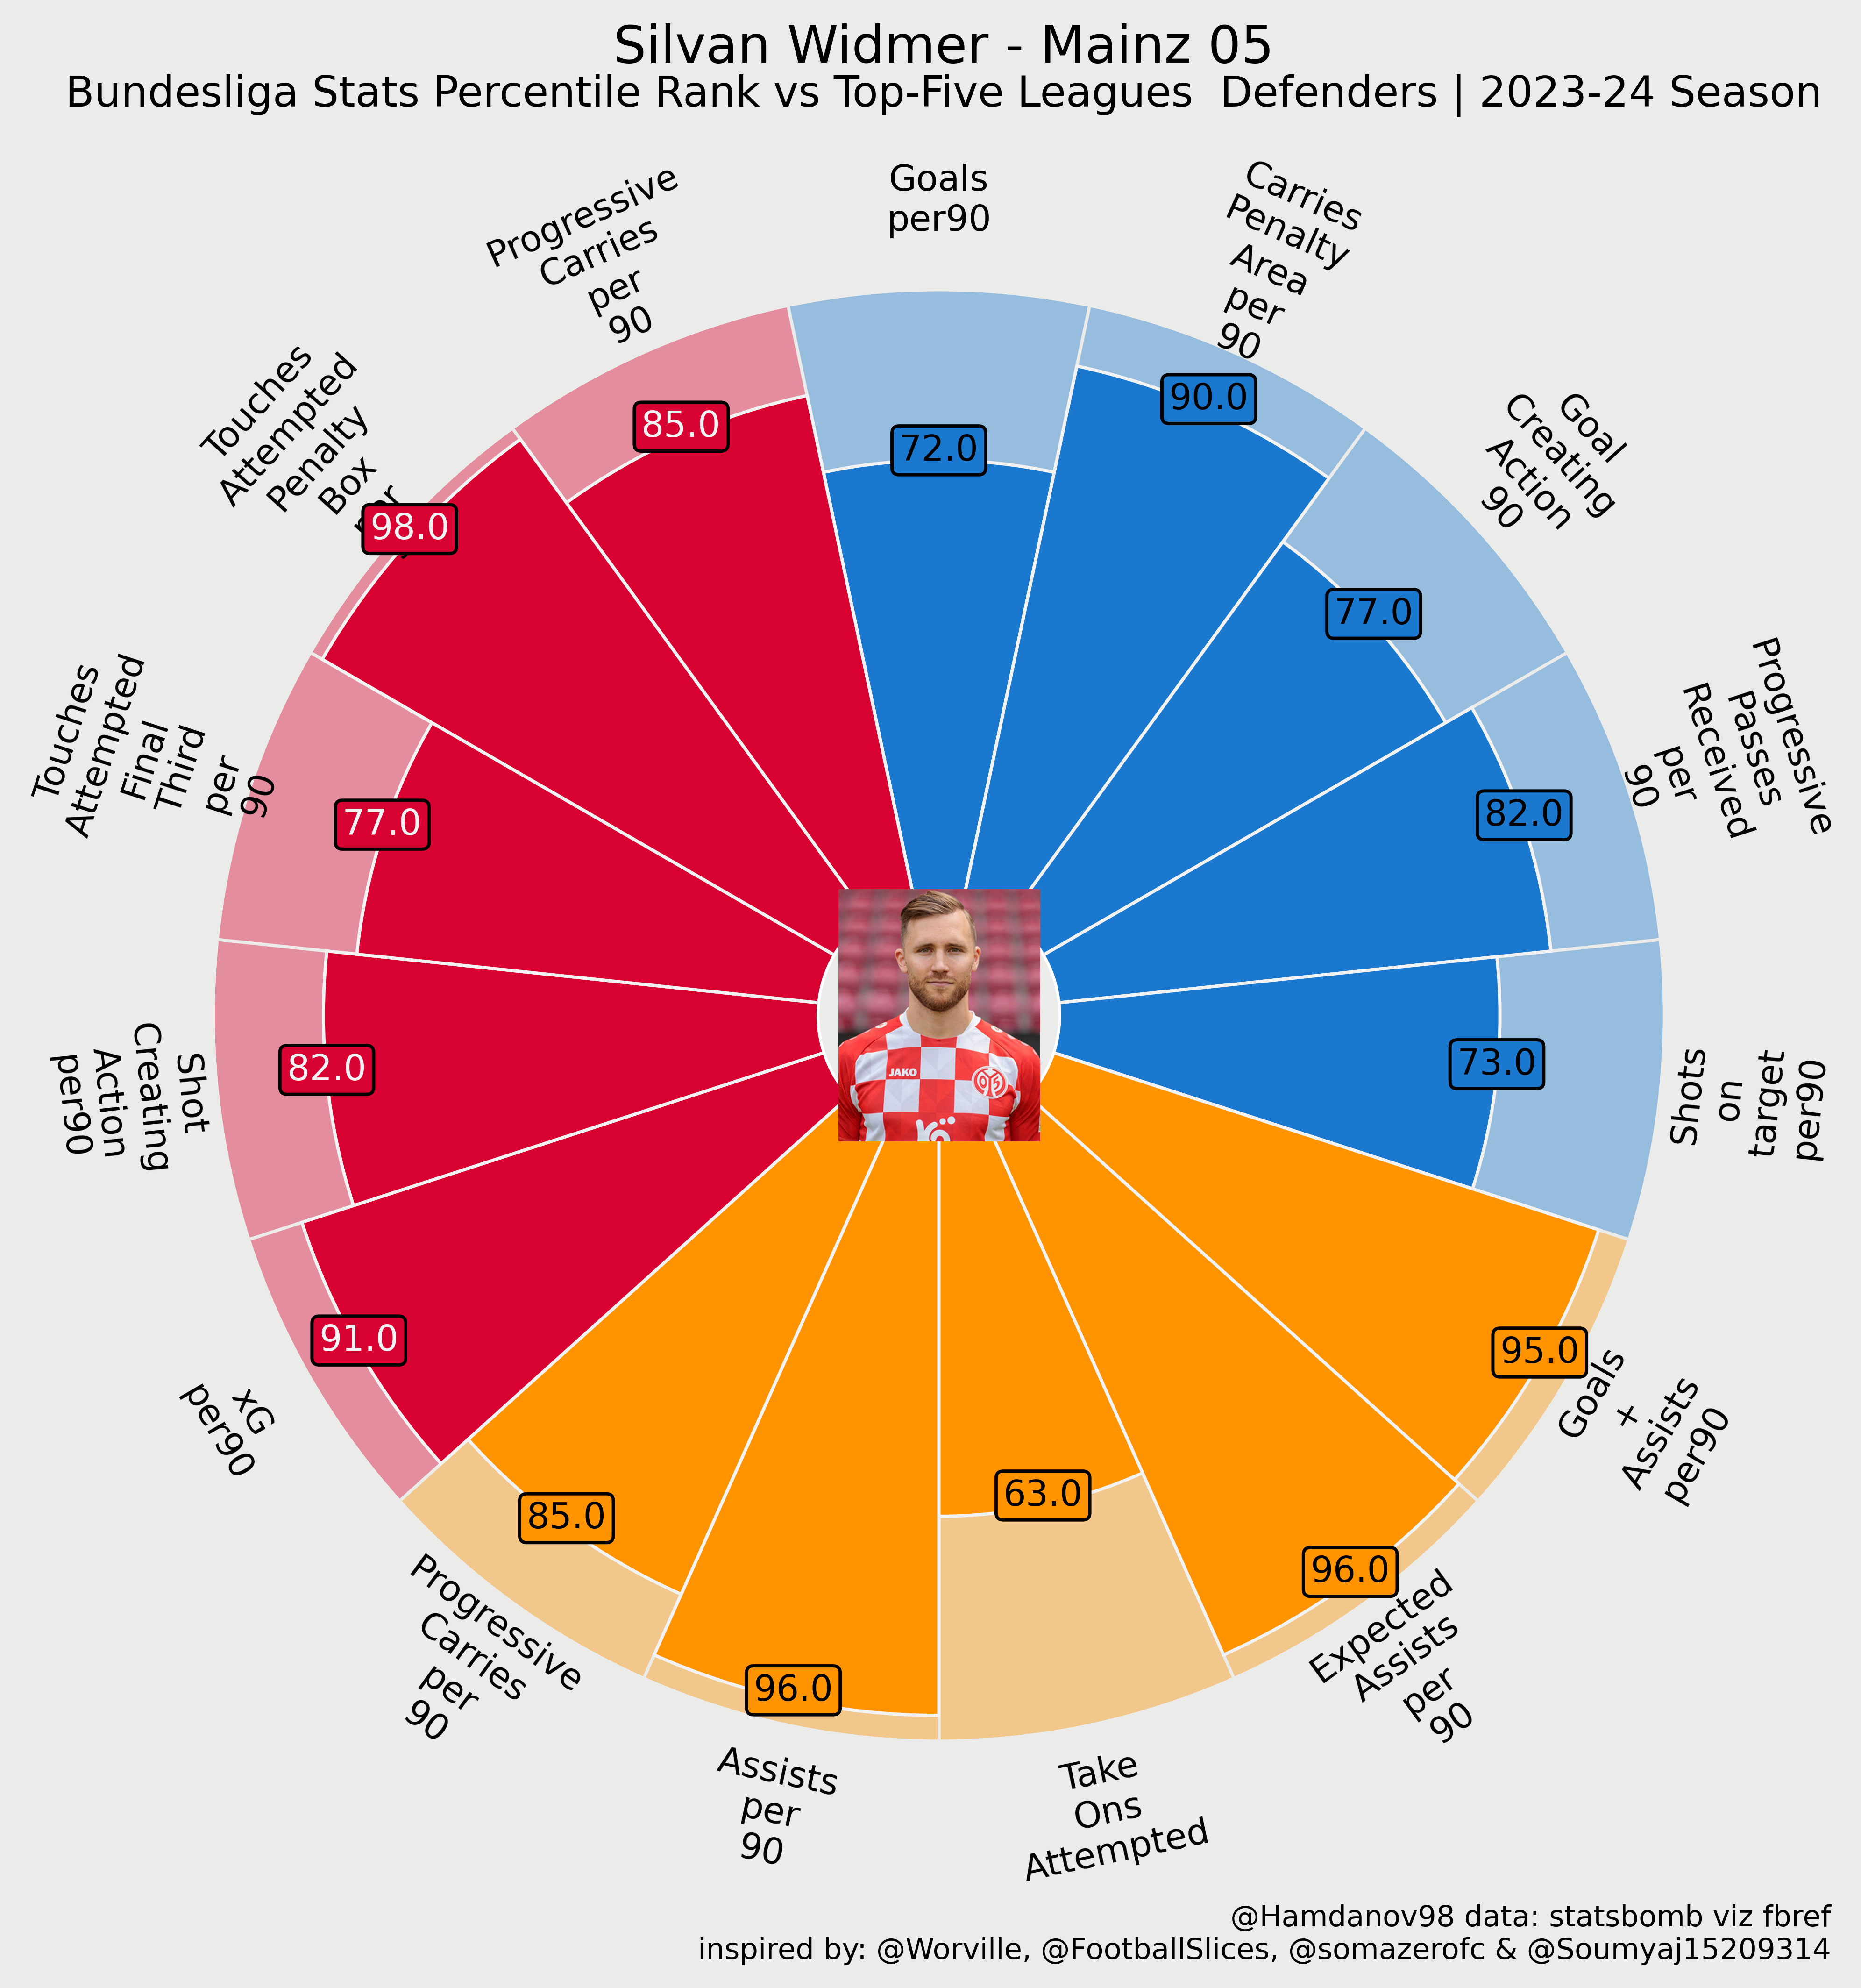 Silvan Widmer - Mainz 05
Bundesliga Stats Percentile Rank vs Top-Five Leagues  Defenders | 2023-24 Season
Goals
per90
72.0
Carries
Penalty
Area
per
90
90.0
Goal
Creating
Action
90
77.0
Progressive
Passes
Received
per
90
82.0
Shots
on
target
per90
73.0
Goals
+
Assists
per90
95.0
Expected
Assists
per
90
96.0
Take
Ons
Attempted
63.0
Assists
per
90
96.0
Progressive
Carries
per
90
85.0
xG
per90
91.0
Shot
Creating
Action
per90
82.0
Touches
Attempted
Final
Third
per
90
77.0
Touches
Attempted
Penalty
Box
per
98.0
Progressive
Carries
per
90
85.0
JAKO
@Hamdanov98 data: statsbomb viz fbref
inspired by: @Worville, @FootballSlices, @somazerofc & @Soumyaj15209314